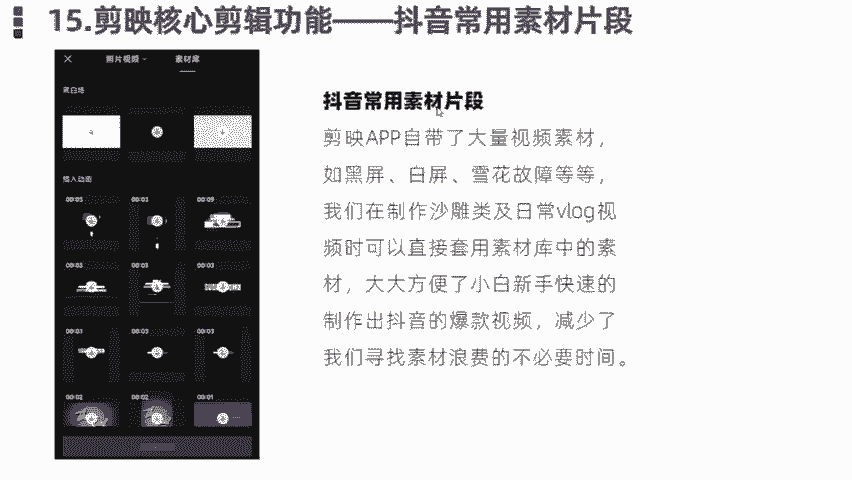 15.剪映核心剪辑功能——抖音常用素材片段
照片视频
素材库
黑白场
插入动画
00:05 00:03 00:09
00:03 00:03 00:03
00:03 00:03 00:03
00:02 00:02 00:01
抖音常用素材片段
剪映APP自带了大量视频素材，
如黑屏、白屏、雪花故障等等，
我们在制作沙雕类及日常vlog视
频时可以直接套用素材库中的素
材，大大方便了小白新手快速的
制作出抖音的爆款视频，减少了
我们寻找素材浪费的不必要时间。